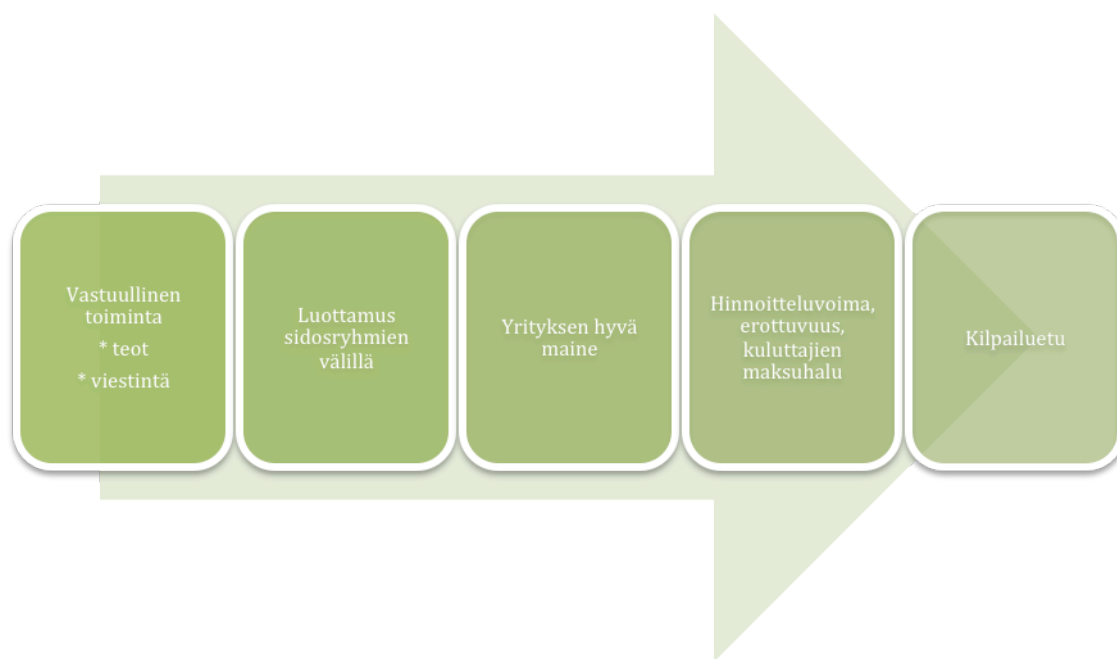 Vastuullinen
toiminta
* teot
* viestintä
Luottamus
sidosryhmien
välillä
Yrityksen hyvä
maine
Hinnoitteluvoima,
erottuvuus,
kuluttajien
maksuhalu
Kilpailuetu